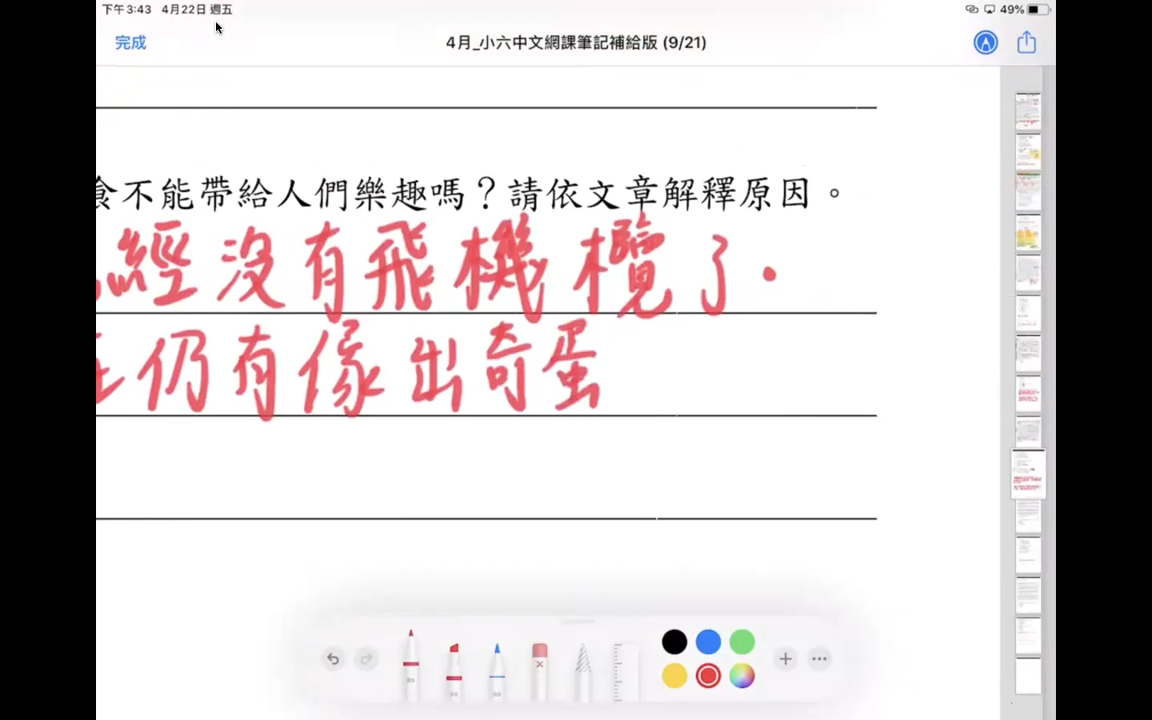 下午3:43 4月22日 週五
49%
完成
4月_小六中文網課筆記補給版 (9/21)
食不能帶給人們樂趣嗎？請依文章解釋原因。
經沒有飛機欖了.
仍有傢出奇蛋